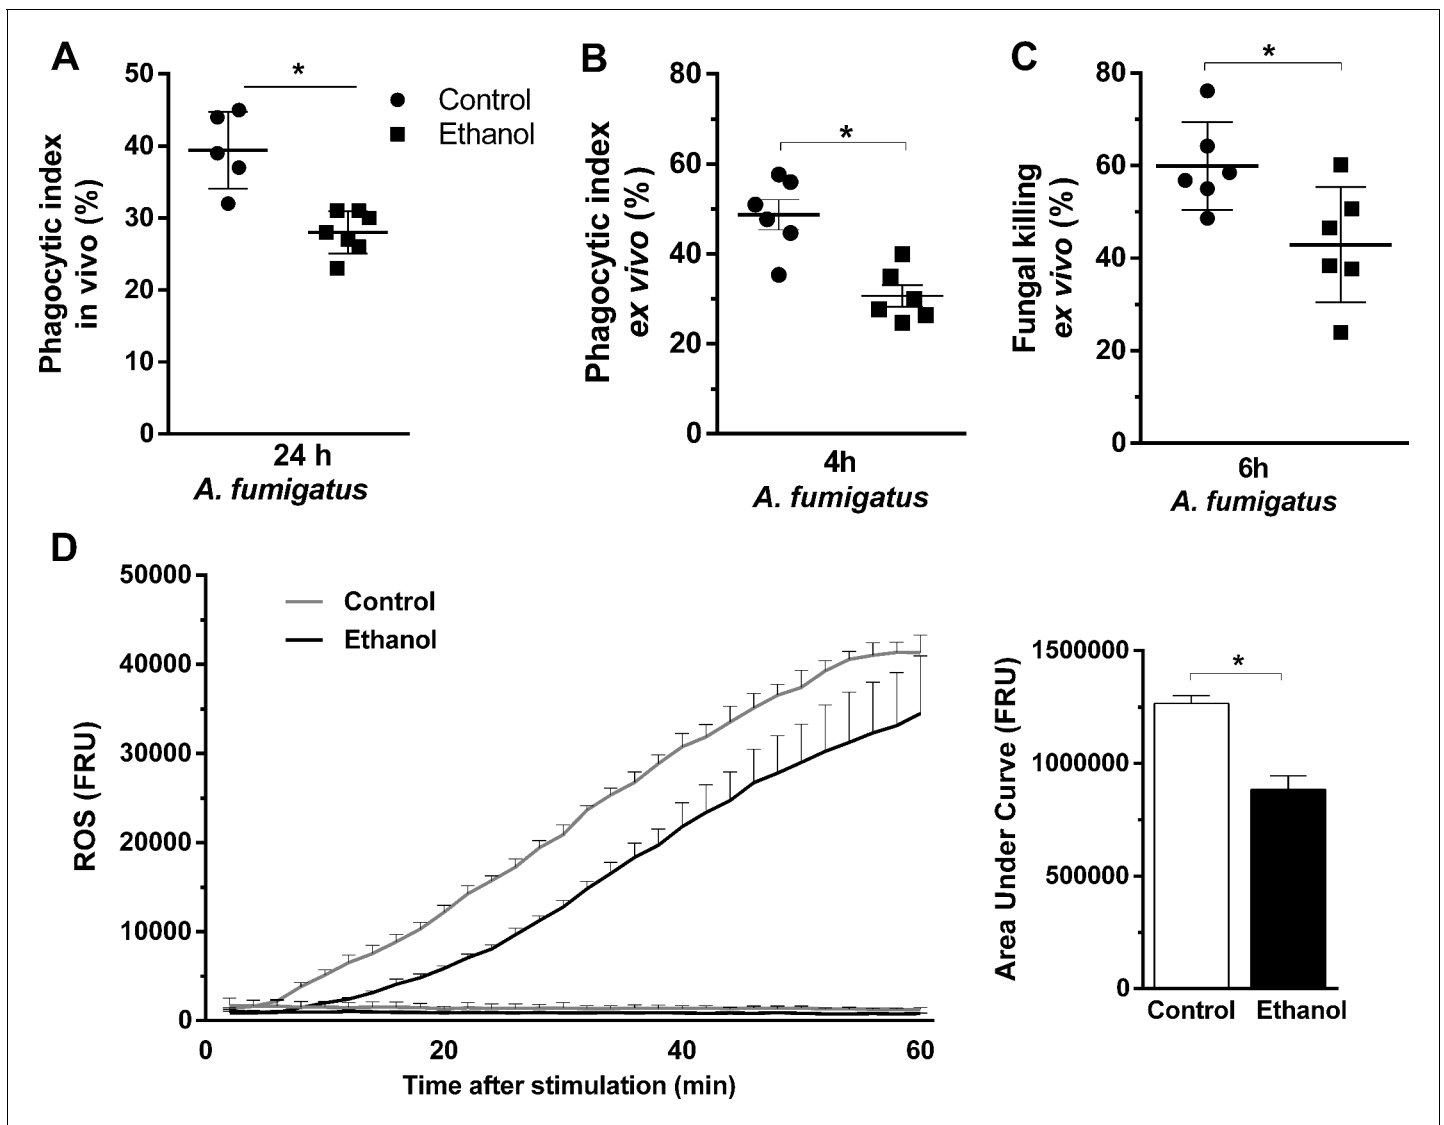 A
50
40
30
20
10
0
Phagocytic index
in vivo (%)
*
Control
Ethanol
24 h
A. fumigatus
B
80
60
40
20
0
Phagocytic index
ex vivo (%)
*
4h
A. fumigatus
C
80
60
40
20
0
Fungal killing
ex vivo (%)
*
6h
A. fumigatus
D
50000
40000
30000
20000
10000
0
ROS (FRU)
Control
Ethanol
0 20 40 60
Time after stimulation (min)
1500000
1000000
500000
0
Area Under Curve (FRU)
*
Control Ethanol